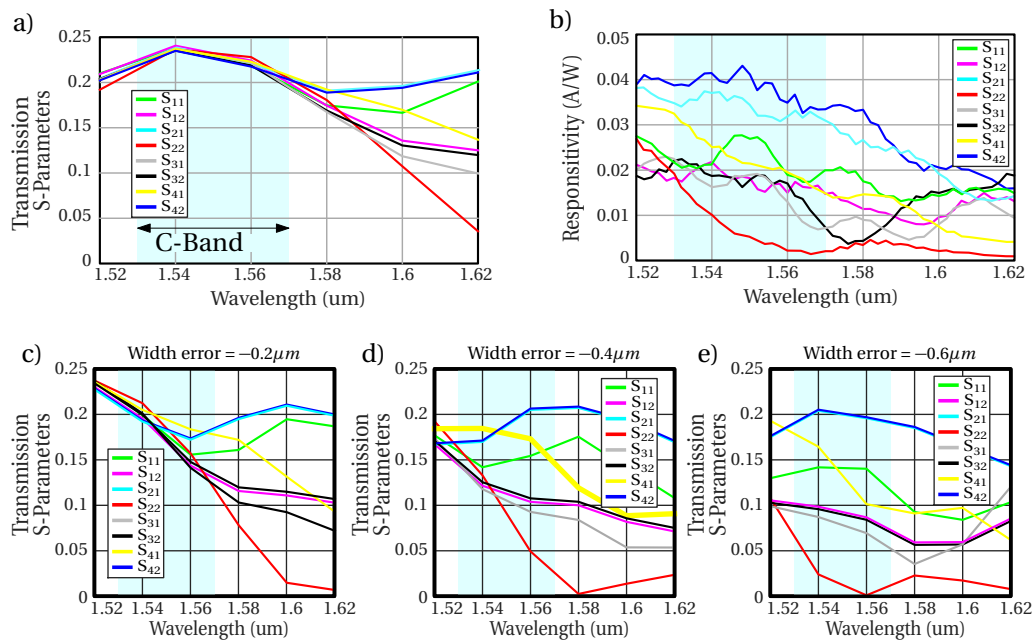 a)
Transmission
S-Parameters
0.25
0.2
0.15
0.1
0.05
0
S11
S12
S21
S22
S31
S32
S41
S42
C-Band
1.52
1.54
1.56
1.58
1.6
1.62
Wavelength (um)
b)
Responsivity (A/W)
0.05
0.04
0.03
0.02
0.01
0
S11
S12
S21
S22
S31
S32
S41
S42
1.52
1.54
1.56
1.58
1.6
1.62
Wavelength (um)
c)
Width error = −0.2μm
Transmission
S-Parameters
0.25
0.2
0.15
0.1
0.05
0
S11
S12
S21
S22
S31
S32
S41
S42
1.52
1.54
1.56
1.58
1.6
1.62
Wavelength (um)
d)
Width error = −0.4μm
Transmission
S-Parameters
0.25
0.2
0.15
0.1
0.05
0
S11
S12
S21
S22
S31
S32
S41
S42
1.52
1.54
1.56
1.58
1.6
1.62
Wavelength (um)
e)
Width error = −0.6μm
Transmission
S-Parameters
0.25
0.2
0.15
0.1
0.05
0
S11
S12
S21
S22
S31
S32
S41
S42
1.52
1.54
1.56
1.58
1.6
1.62
Wavelength (um)